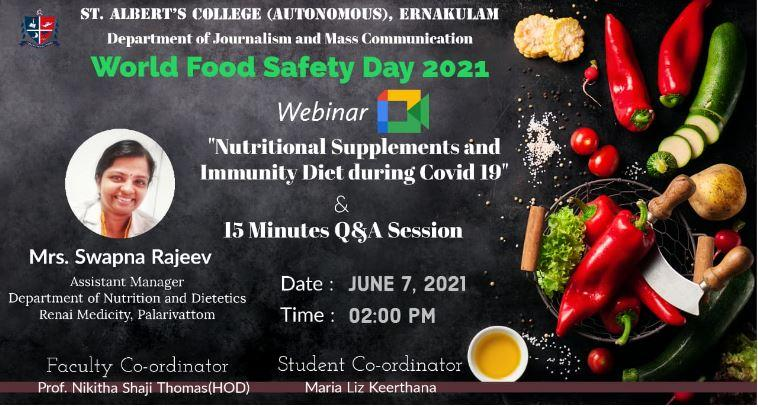 ST. ALBERT'S COLLEGE (AUTONOMOUS), ERNAKULAM
Department of Journalism and Mass Communication
World Food Safety Day 2021
Webinar
"Nutritional Supplements and
Immunity Diet during Covid 19"
&
15 Minutes Q&A Session
Mrs. Swapna Rajeev
Assistant Manager
Department of Nutrition and Dietetics
Renai Medicity, Palarivattom
Date : JUNE 7, 2021
Time : 02:00 PM
Faculty Co-ordinator
Prof. Nikitha Shaji Thomas(HOD)
Student Co-ordinator
Maria Liz Keerthana